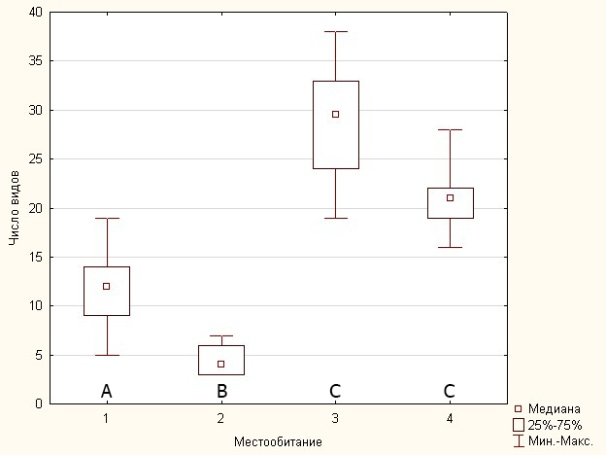 40
35
30
25
20
15
10
5
0
Число видов
A B C C
1 2 3 4
Местообитание
Медиана
25%-75%
Мин.-Макс.